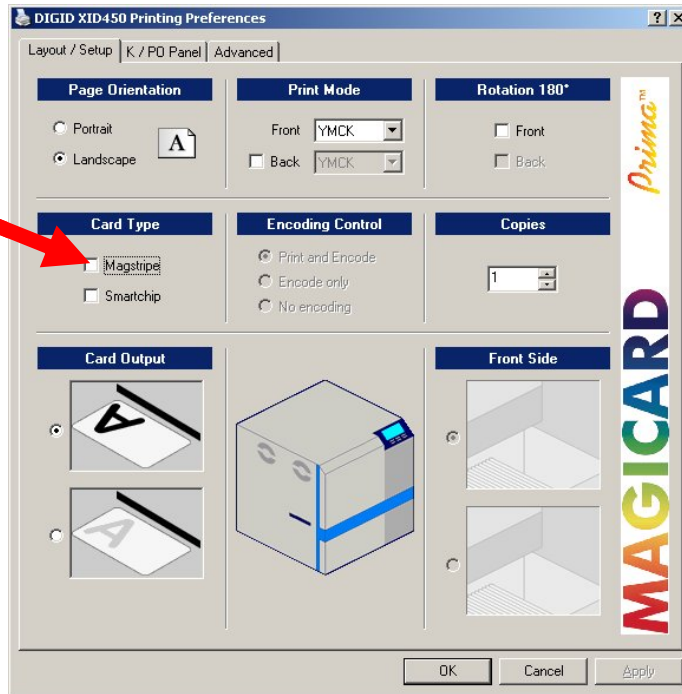 DIGID XID450 Printing Preferences
Layout / Setup K / PO Panel Advanced
Page Orientation
Portrait
Landscape
A
Print Mode
Front YMCK
Back YMCK
Rotation 180°
Front
Back
Card Type
Magstripe
Smartchip
Encoding Control
Print and Encode
Encode only
No encoding
Copies
1
Card Output
A
A
Front Side
Prima™
MAGICARD
OK Cancel Apply